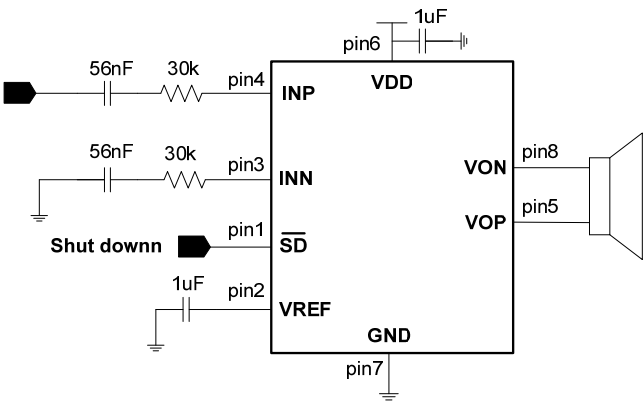 1uF
pin6
VDD
56nF 30k pin4
INP
56nF 30k pin3
INN
VON pin8
VOP pin5
Shut downn pin1
SD
1uF pin2
VREF
GND
pin7